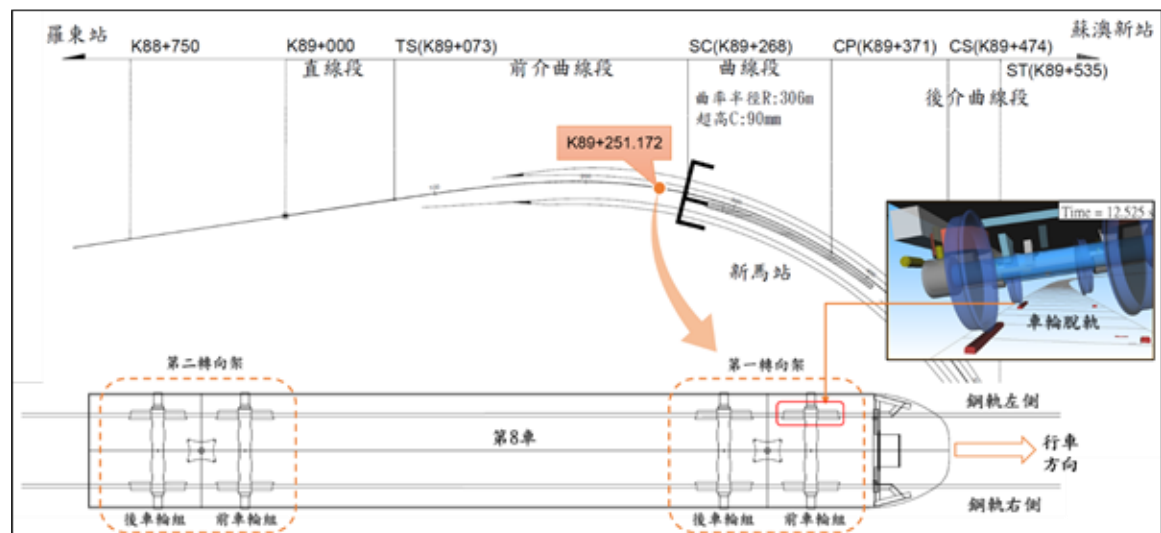 羅東站
蘇澳新站
K88+750
K89+000
TS(K89+073)
SC(K89+268)
CP(K89+371)
CS(K89+474)
ST(K89+535)
直線段
前介曲線段
曲線段
後介曲線段
曲率半徑R:306m
超高C:90mm
K89+251.172
新馬站
Time = 12.525 s
車輪脫軌
第二轉向架
第一轉向架
鋼軌左側
第8車
行車
方向
鋼軌右側
後車輪組
前車輪組
後車輪組
前車輪組